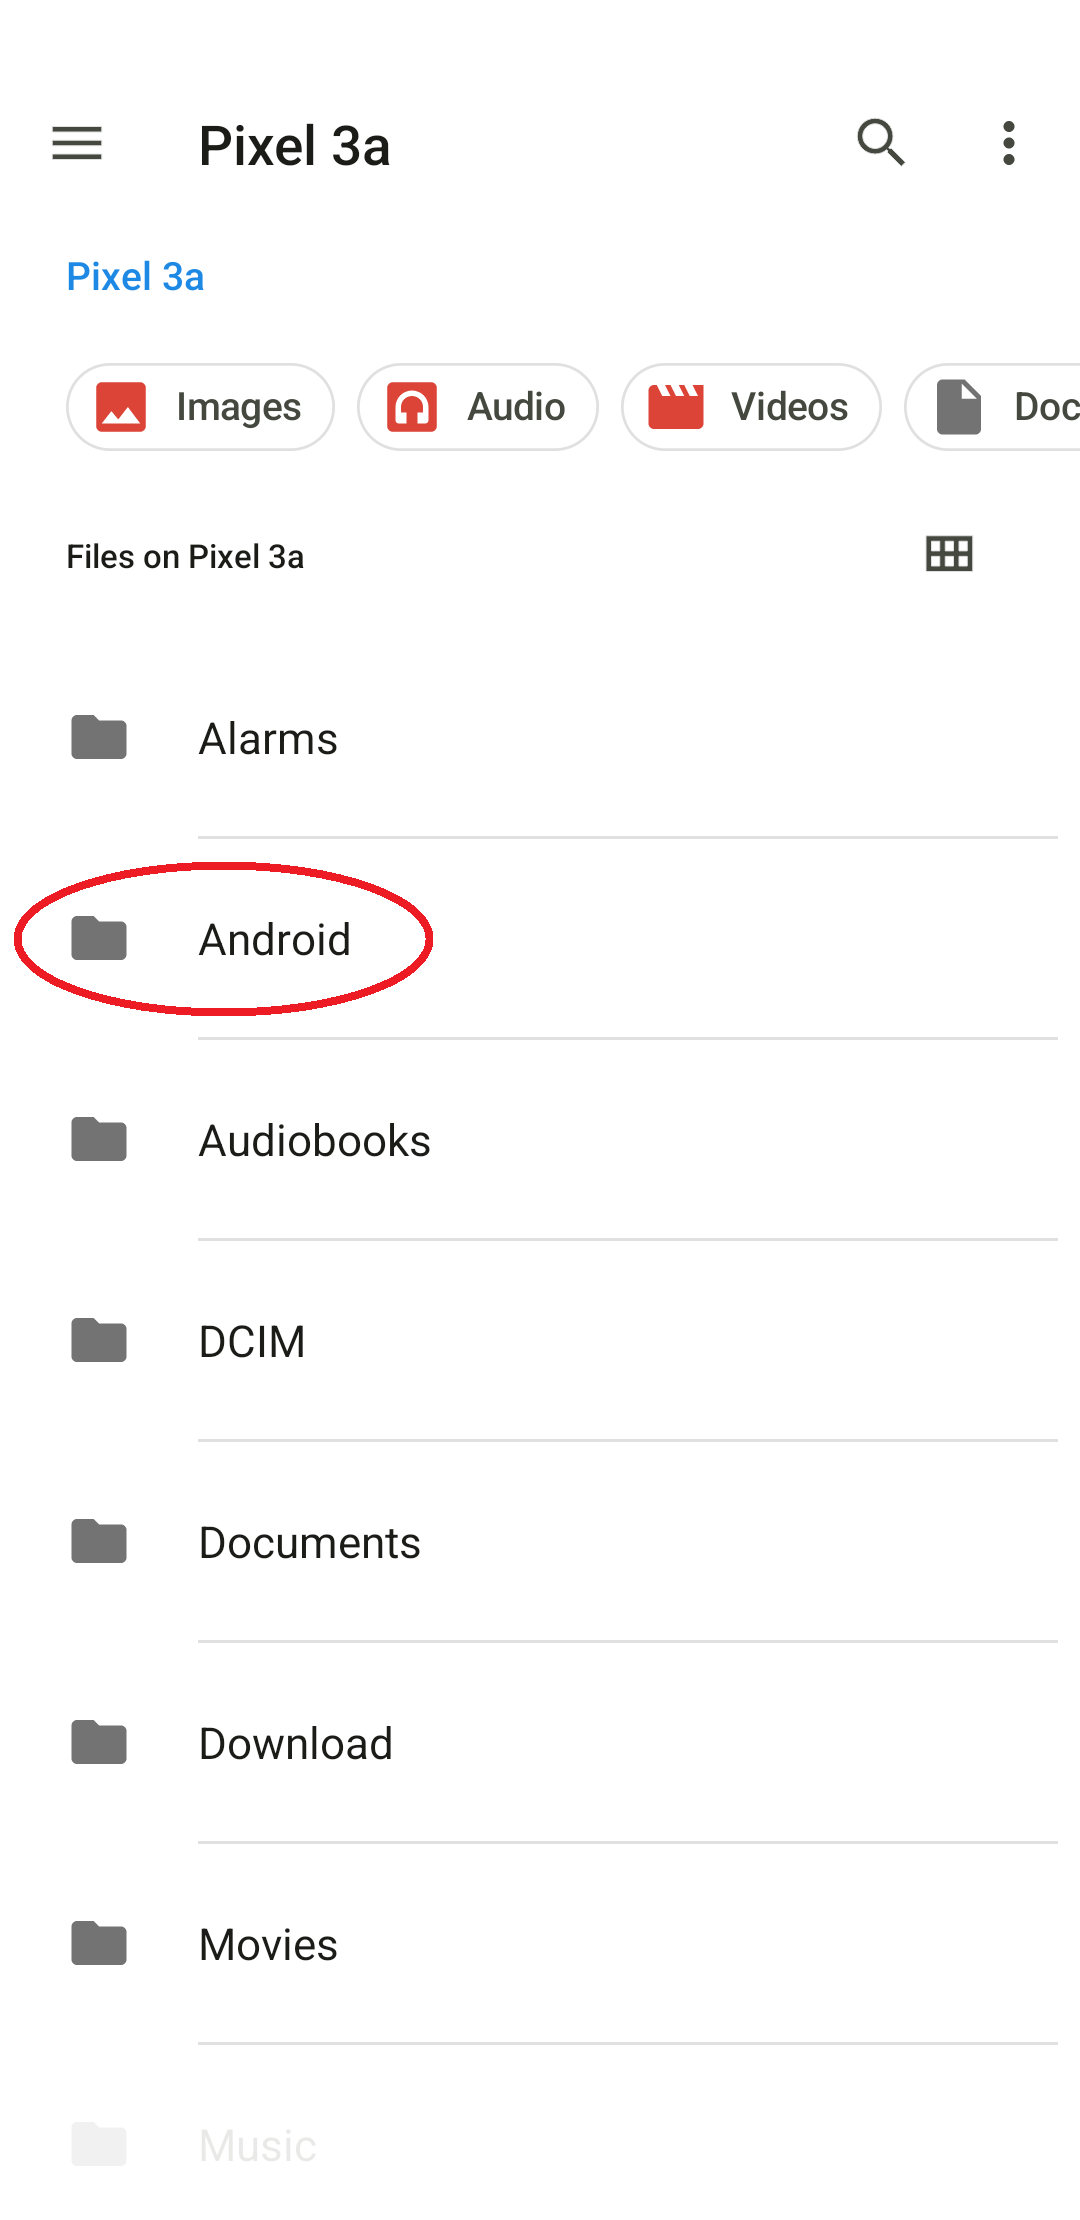 Pixel 3a
Pixel 3a
Images Audio Videos Doc
Files on Pixel 3a
Alarms
Android
Audiobooks
DCIM
Documents
Download
Movies
Music